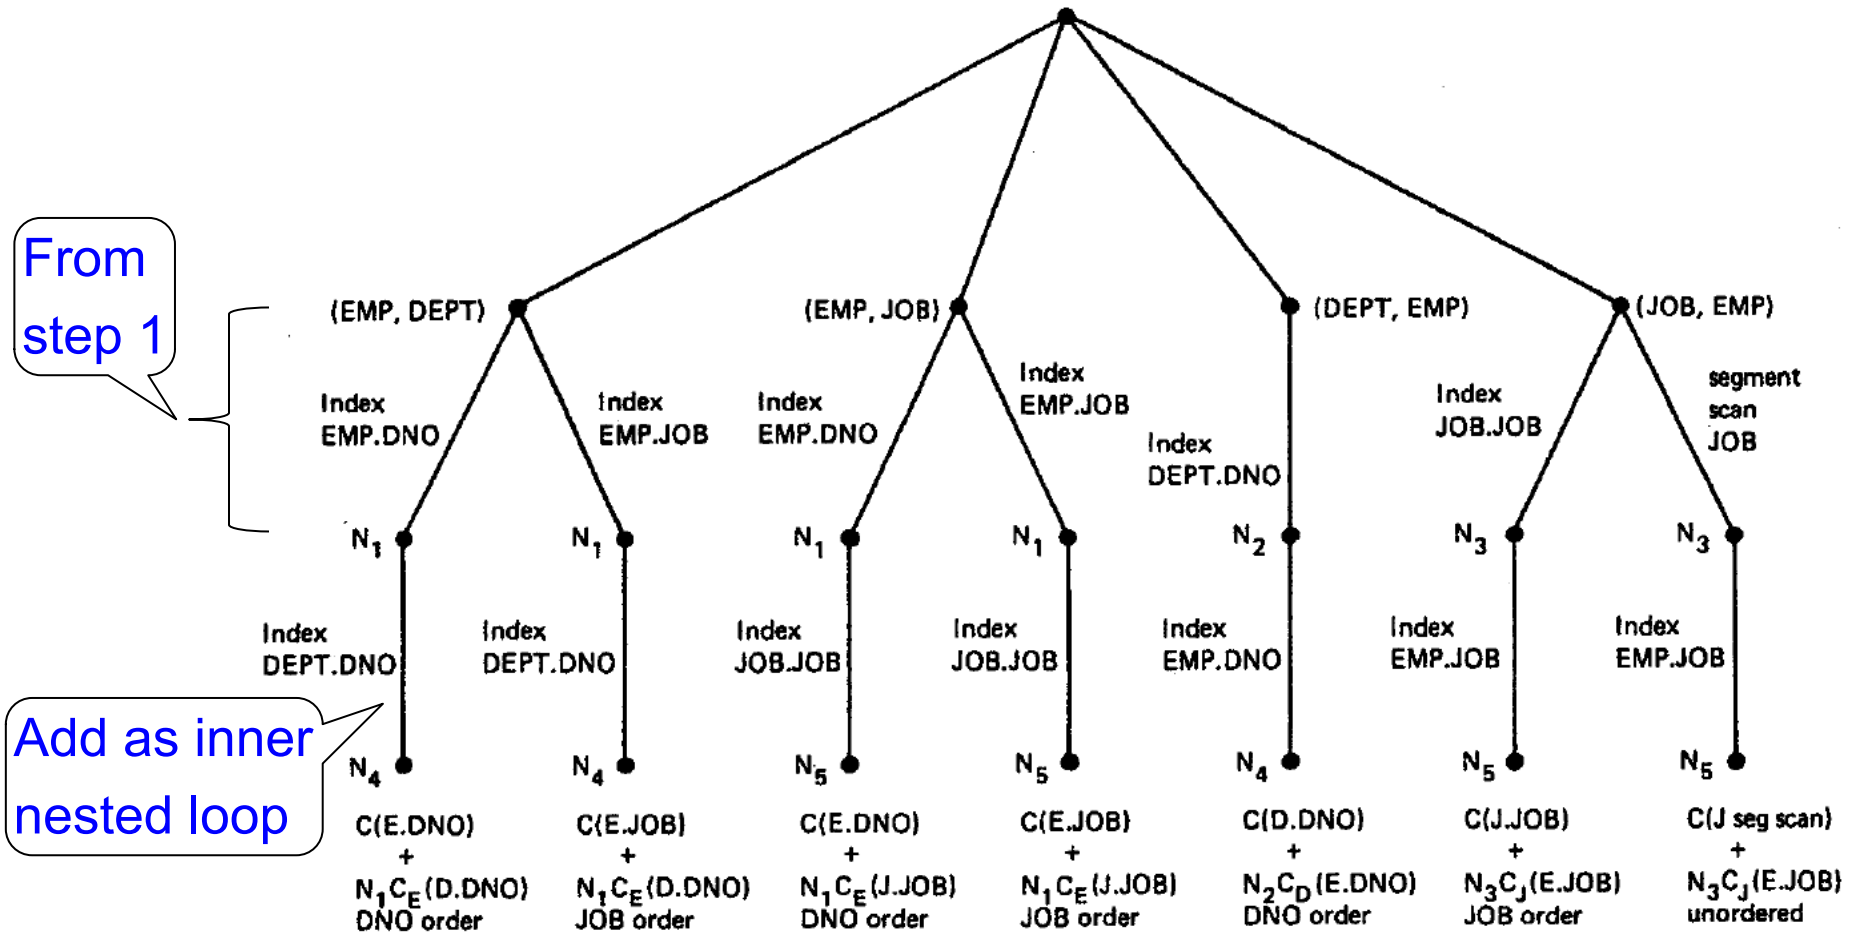 From
step 1
(EMP, DEPT)
(EMP, JOB)
(DEPT, EMP)
(JOB, EMP)
Index
EMP.DNO
Index
EMP.JOB
Index
EMP.DNO
Index
EMP.JOB
Index
DEPT.DNO
Index
JOB.JOB
segment
scan
JOB
N1
N1
N1
N1
N2
N3
N3
Index
DEPT.DNO
Index
DEPT.DNO
Index
JOB.JOB
Index
JOB.JOB
Index
EMP.DNO
Index
EMP.JOB
Index
EMP.JOB
Add as inner
nested loop
N4
N4
N5
N5
N4
N5
N5
C(E.DNO)
+
N1CE(D.DNO)
DNO order
C(E.JOB)
+
N1CE(D.DNO)
JOB order
C(E.DNO)
+
N1CE(J.JOB)
DNO order
C(E.JOB)
+
N1CE(J.JOB)
JOB order
C(D.DNO)
+
N2CD(E.DNO)
DNO order
C(J.JOB)
+
N3CJ(E.JOB)
JOB order
C(J seg scan)
+
N3CJ(E.JOB)
unordered